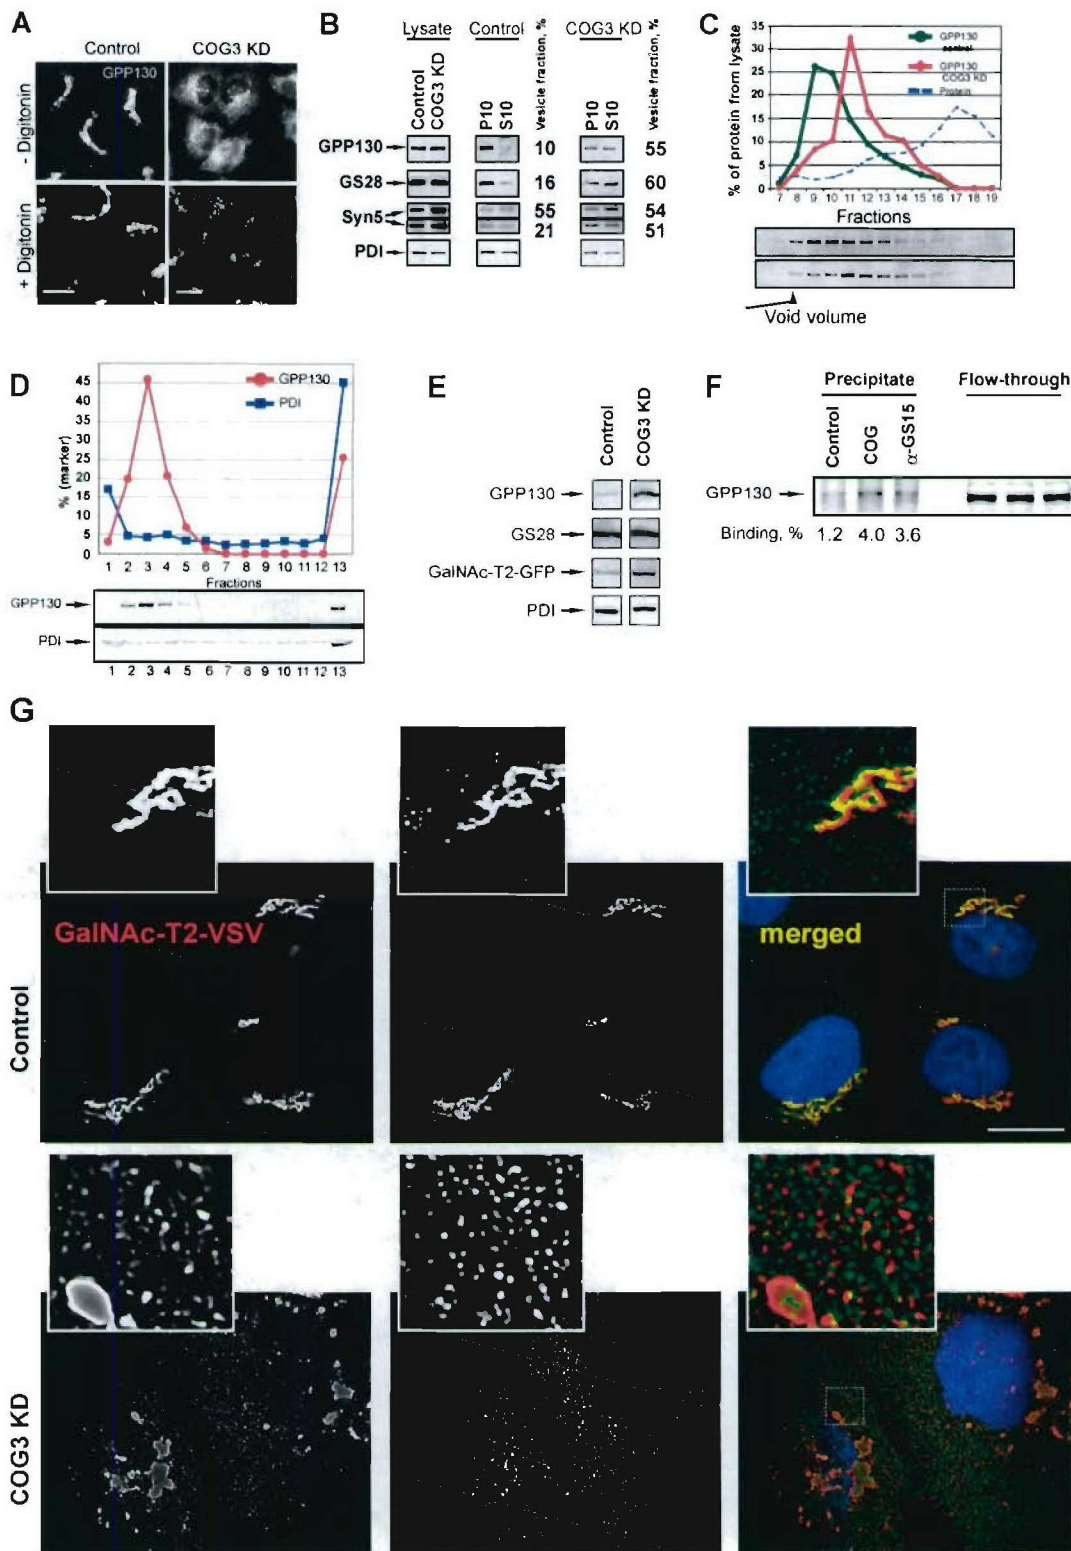 A
Control
COG3 KD
GPP130
- Digitonin
+ Digitonin
B
Lysate
Control
COG3 KD
Control
COG3 KD
P10
S10
Vesicle fraction, %
P10
S10
Vesicle fraction, %
GPP130
10
55
GS28
16
60
Syn5
55
54
21
51
PDI
C
% of protein from lysate
35
30
25
20
15
10
5
0
GPP130
control
GPP130
COG3 KD
Protein
7 8 9 10 11 12 13 14 15 16 17 18 19
Fractions
Void volume
D
% (marker)
45
40
35
30
25
20
15
10
5
0
GPP130
PDI
1 2 3 4 5 6 7 8 9 10 11 12 13
Fractions
GPP130
PDI
1 2 3 4 5 6 7 8 9 10 11 12 13
E
Control
COG3 KD
GPP130
GS28
GalNAc-T2-GFP
PDI
F
Precipitate
Flow-through
Control
COG
α-GS15
GPP130
Binding, % 1.2 4.0 3.6
G
Control
GalNAc-T2-VSV
merged
COG3 KD